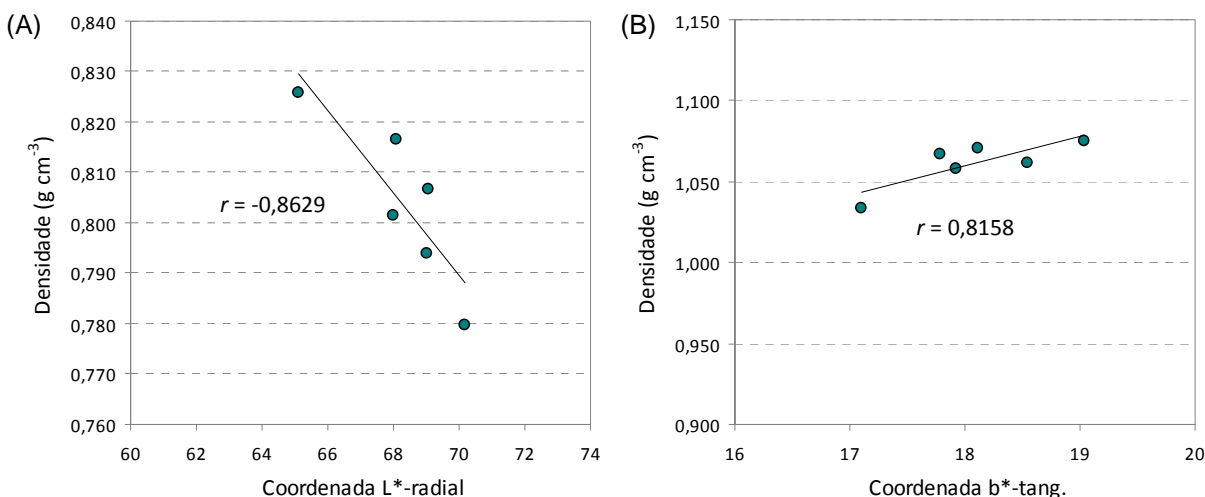 (A)
0,840
0,830
0,820
0,810
0,800
0,790
0,780
0,770
0,760
Densidade (g cm-3)
r = -0,8629
60 62 64 66 68 70 72 74
Coordenada L*-radial
(B)
1,150
1,100
1,050
1,000
0,950
0,900
Densidade (g cm-3)
r = 0,8158
16 17 18 19 20
Coordenada b*-tang.